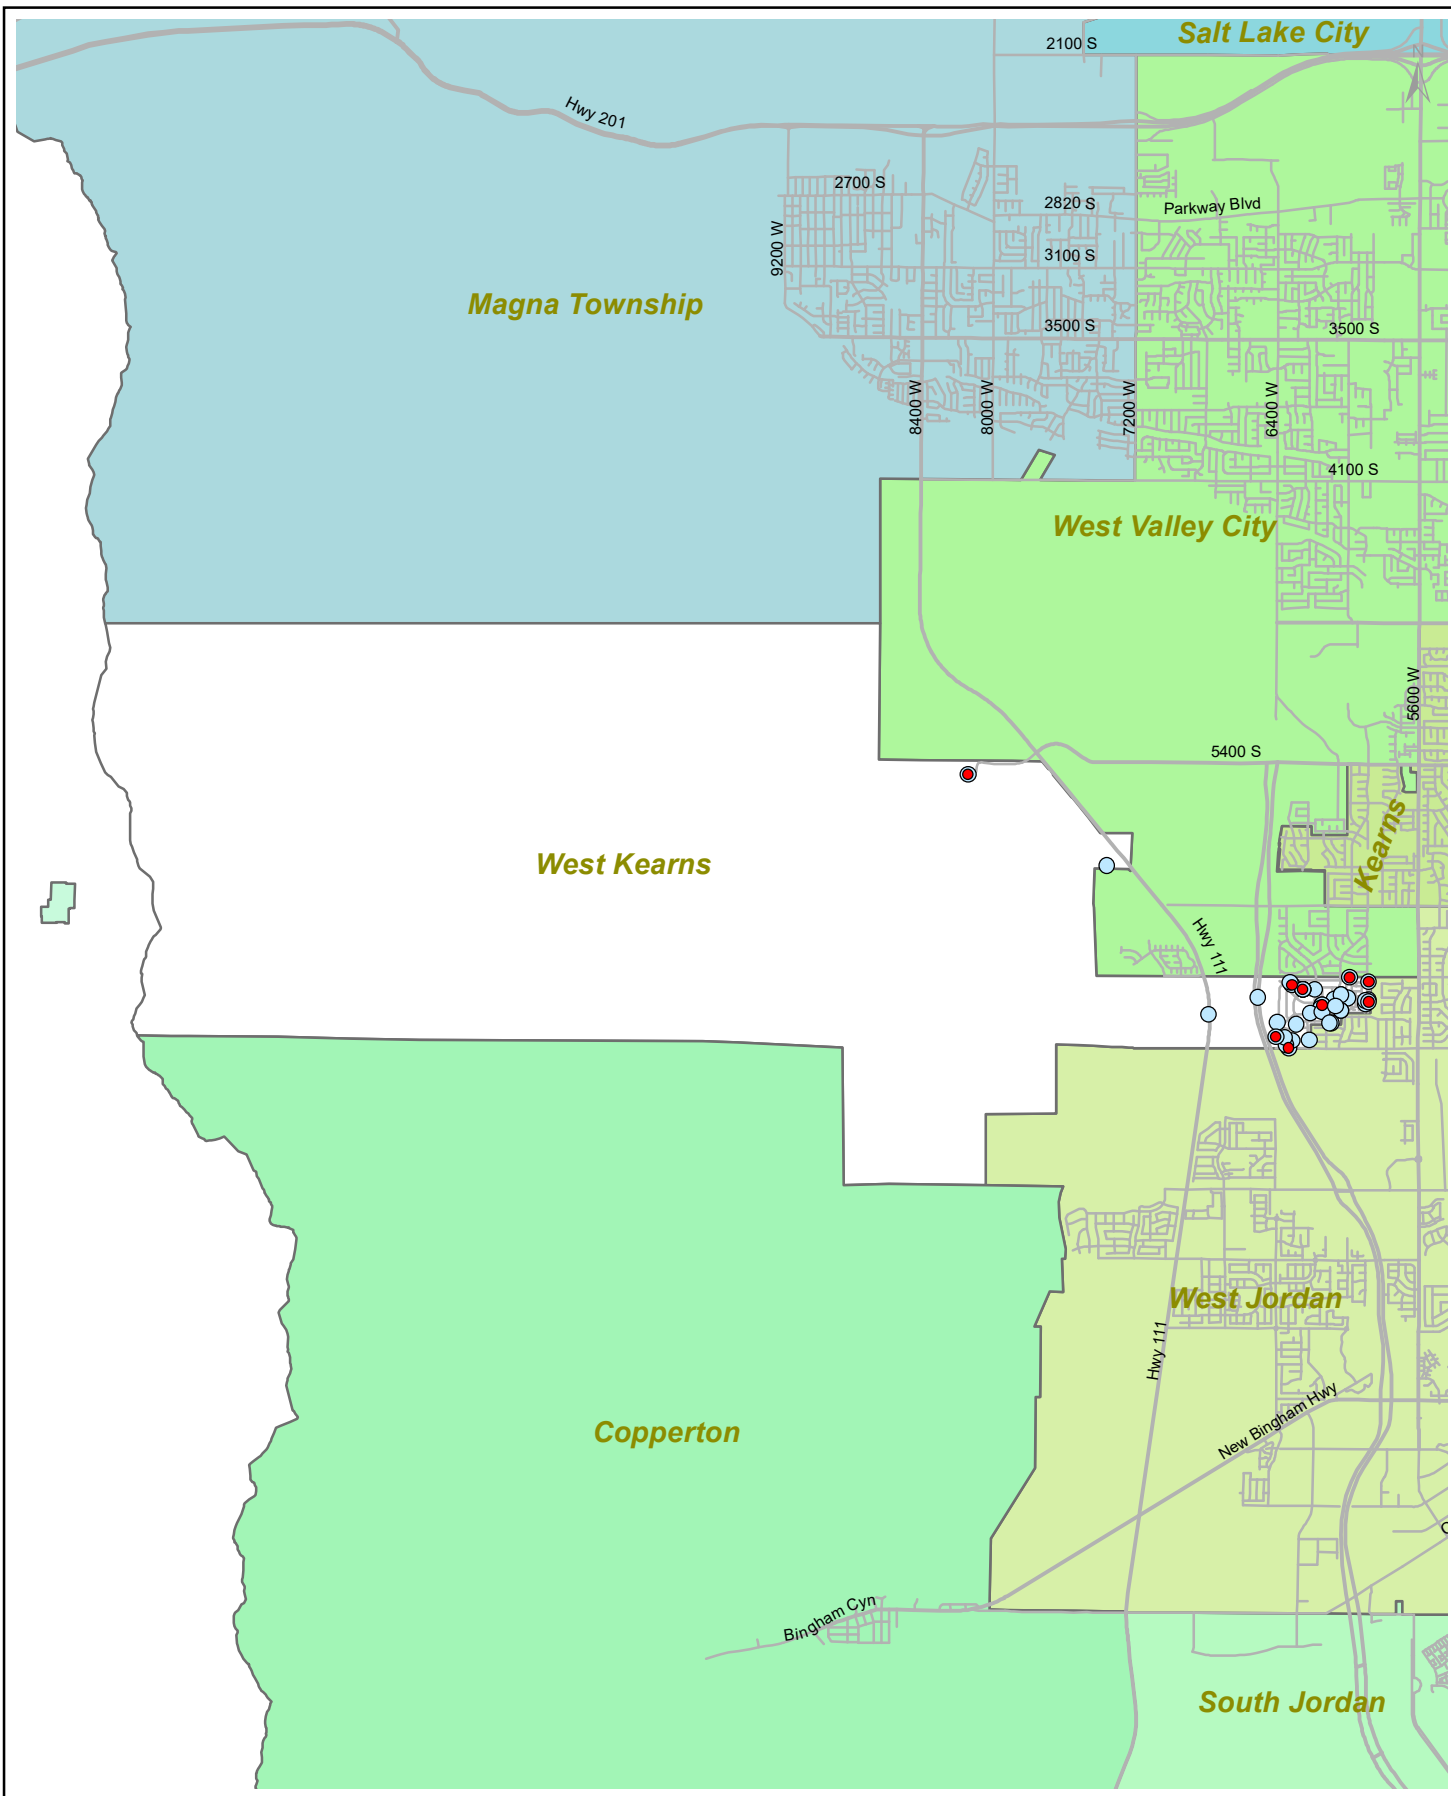 Salt Lake City
2100 S
N
Hwy 201
2700 S
2820 S
Parkway Blvd
9200 W
3100 S
Magna Township
3500 S
3500 S
8400 W
8000 W
7200 W
6400 W
4100 S
West Valley City
5600 W
5400 S
Kearns
West Kearns
Hwy 111
West Jordan
Hwy 111
New Bingham Hwy
Copperton
Bingham Cyn
South Jordan